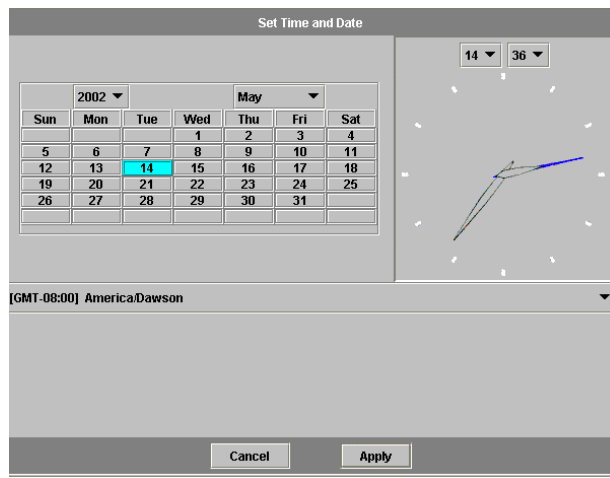 Set Time and Date
14 36
2002 May
Sun Mon Tue Wed Thu Fri Sat
1 2 3 4
5 6 7 8 9 10 11
12 13 14 15 16 17 18
19 20 21 22 23 24 25
26 27 28 29 30 31
[GMT-08:00] America/Dawson
Cancel Apply